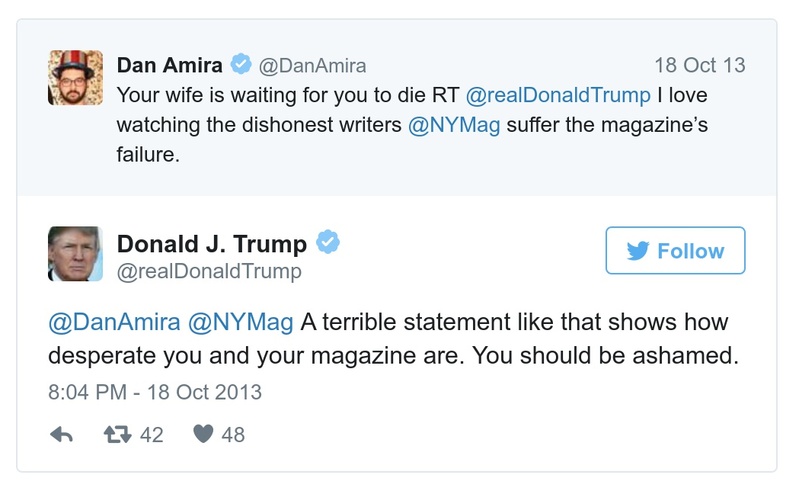 Dan Amira @DanAmira 18 Oct 13
Your wife is waiting for you to die RT @realDonaldTrump I love
watching the dishonest writers @NYMag suffer the magazine’s
failure.
Donald J. Trump
@realDonaldTrump
Follow
@DanAmira @NYMag A terrible statement like that shows how
desperate you and your magazine are. You should be ashamed.
8:04 PM - 18 Oct 2013
42 48